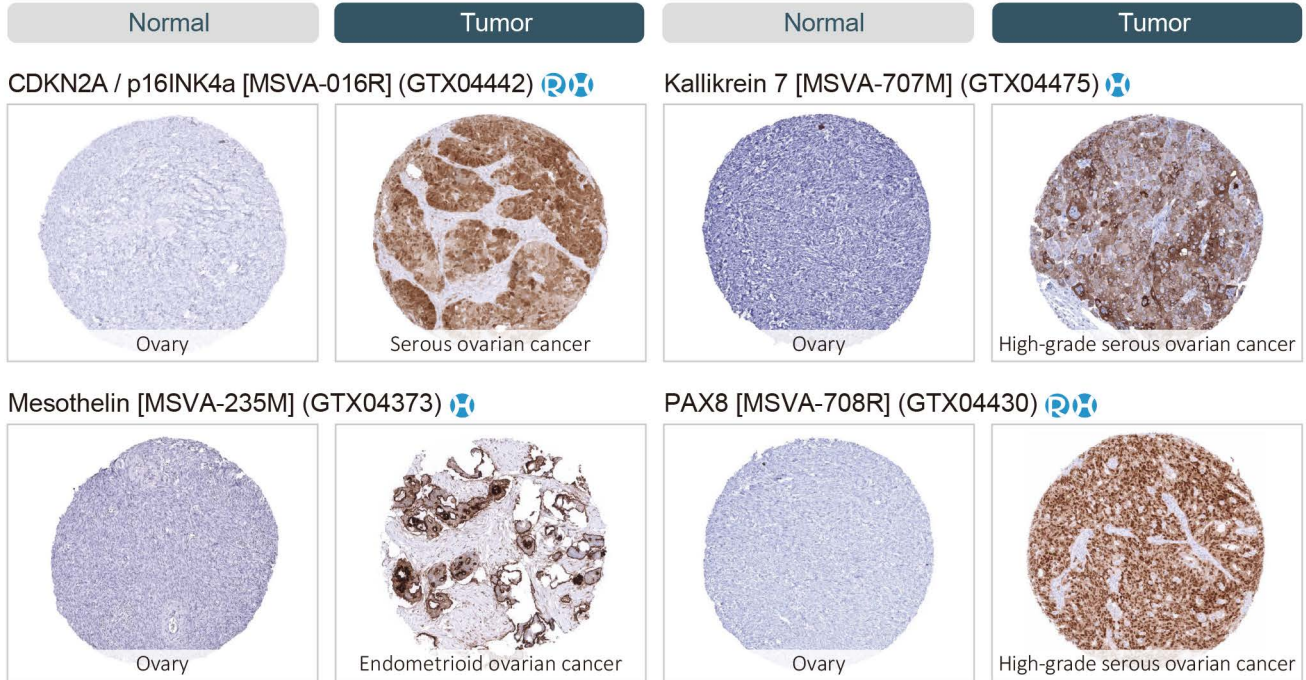 Normal
Tumor
Normal
Tumor
CDKN2A / p16INK4a [MSVA-016R] (GTX04442) R H
Kallikrein 7 [MSVA-707M] (GTX04475) H
Ovary
Serous ovarian cancer
Ovary
High-grade serous ovarian cancer
Mesothelin [MSVA-235M] (GTX04373) H
PAX8 [MSVA-708R] (GTX04430) R H
Ovary
Endometrioid ovarian cancer
Ovary
High-grade serous ovarian cancer